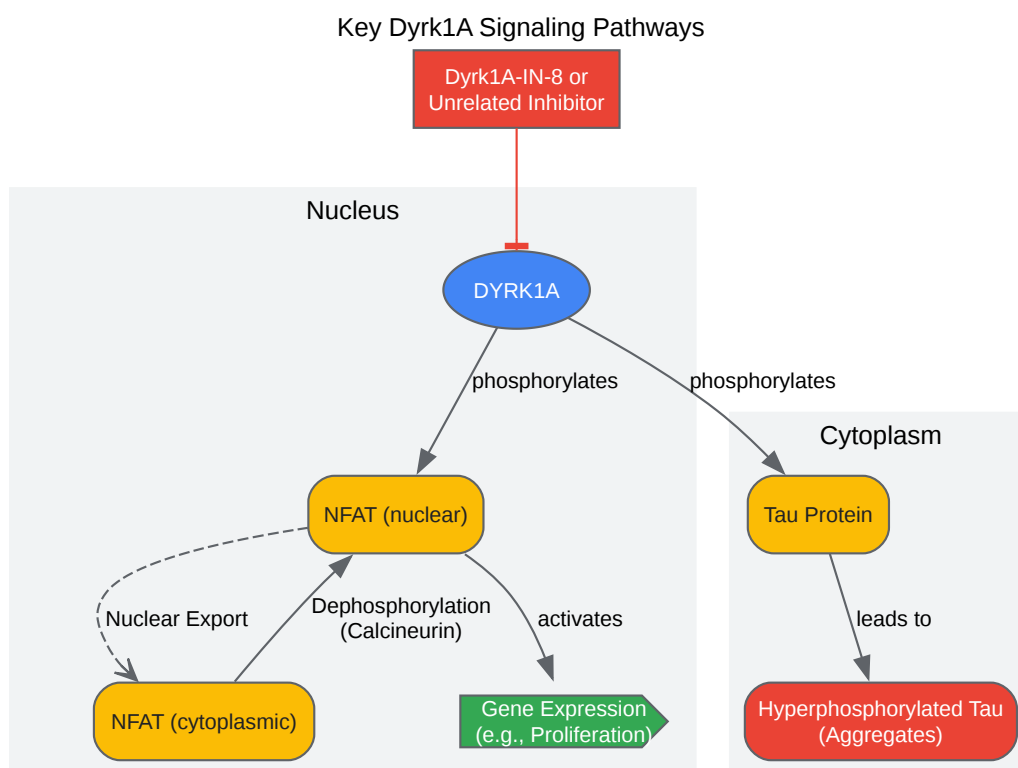 Key Dyrk1A Signaling Pathways
Dyrk1A-IN-8 or
Unrelated Inhibitor
Nucleus
DYRK1A
phosphorylates
phosphorylates
Cytoplasm
NFAT (nuclear)
Tau Protein
Nuclear Export
Dephosphorylation
(Calcineurin)
activates
leads to
NFAT (cytoplasmic)
Gene Expression
(e.g., Proliferation)
Hyperphosphorylated Tau
(Aggregates)